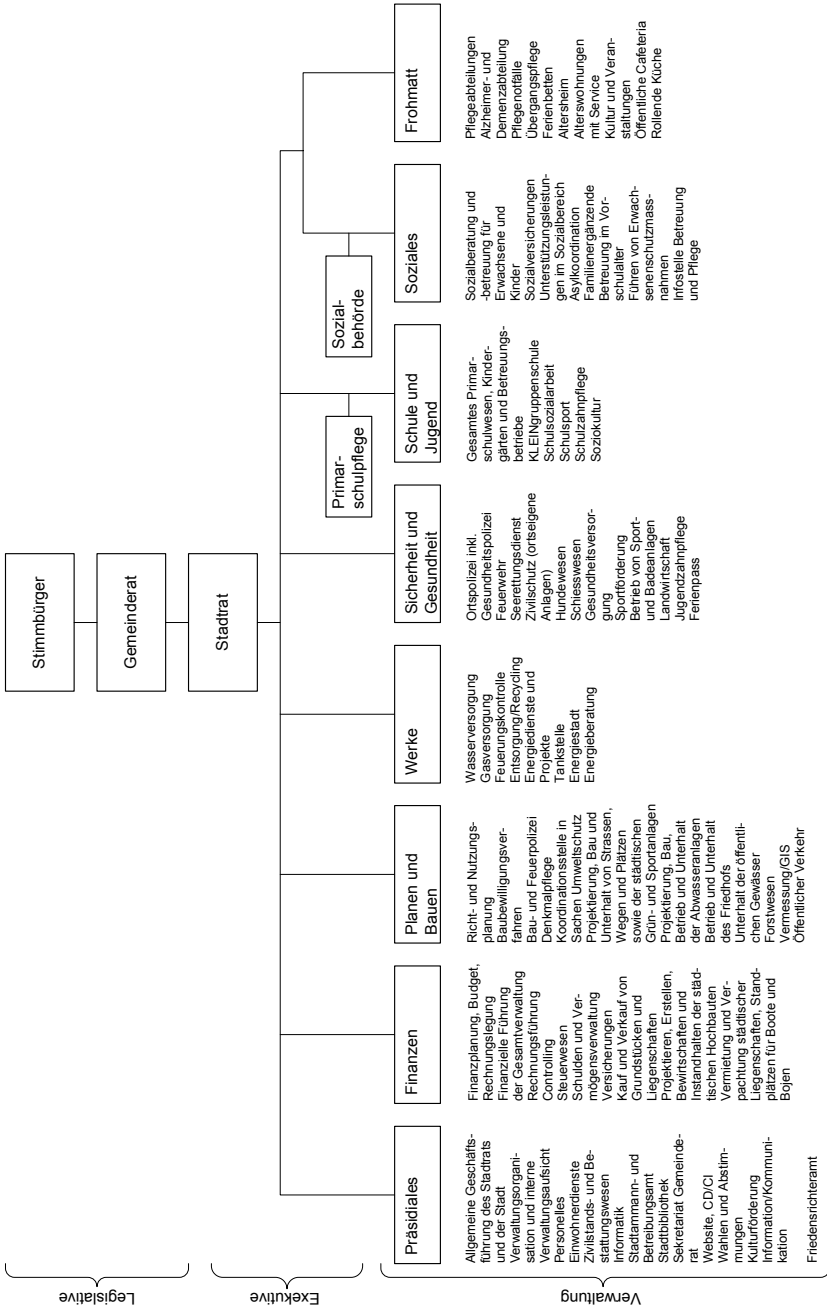 Legislative
Stimmbürger
Gemeinderat
Exekutive
Stadtrat
Primar-
schulpflege
Sozial-
behörde
Verwaltung
Präsidiales
Allgemeine Geschäfts-
führung des Stadtrats
und der Stadt
Verwaltungsorgani-
sation und interne
Verwaltungsaufsicht
Personelles
Einwohnerdienste
Zivilstands- und Be-
stattungswesen
Informatik
Stadtammann- und
Betreibungsamt
Stadtbibliothek
Sekretariat Gemeinde-
rat
Website, CD/CI
Wahlen und Abstim-
mungen
Kulturförderung
Information/Kommuni-
kation
Friedensrichteramt
Finanzen
Finanzplanung, Budget,
Rechnungslegung
Finanzielle Führung
der Gesamtverwaltung
Rechnungsführung
Controlling
Steuerwesen
Schulden und Ver-
mögensverwaltung
Versicherungen
Kauf und Verkauf von
Grundstücken und
Liegenschaften
Projektieren, Erstellen,
Bewirtschaften und
Instandhalten der städ-
tischen Hochbauten
Vermietung und Ver-
pachtung städtischer
Liegenschaften, Stand-
plätzen für Boote und
Bojen
Planen und
Bauen
Richt- und Nutzungs-
planung
Baubewilligungsver-
fahren
Bau- und Feuerpolizei
Denkmalpflege
Koordinationsstelle in
Sachen Umweltschutz
Projektierung, Bau und
Unterhalt von Strassen,
Wegen und Plätzen
sowie der städtischen
Grün- und Sportanlagen
Projektierung, Bau,
Betrieb und Unterhalt
der Abwasseranlagen
Betrieb und Unterhalt
des Friedhofs
Unterhalt der öffentli-
chen Gewässer
Forstwesen
Vermessung/GIS
Öffentlicher Verkehr
Werke
Wasserversorgung
Gasversorgung
Feuerungskontrolle
Entsorgung/Recycling
Energiedienste und
Projekte
Tankstelle
Energiestadt
Energieberatung
Sicherheit und
Gesundheit
Ortspolizei inkl.
Gesundheitspolizei
Feuerwehr
Seerettungsdienst
Zivilschutz (ortseigene
Anlagen)
Hundewesen
Schiesswesen
Gesundheitsversor-
gung
Sportförderung
Betrieb von Sport-
und Badeanlagen
Landwirtschaft
Jugendzahnpflege
Ferienpass
Schule und
Jugend
Gesamtes Primar-
schulwesen, Kinder-
gärten und Betreuungs-
betriebe
KLEINgruppenschule
Schulsozialarbeit
Schulsport
Schulzahnpflege
Soziokultur
Soziales
Sozialberatung und
-betreuung für
Erwachsene und
Kinder
Sozialversicherungen
Unterstützungsleistun-
gen im Sozialbereich
Asylkoordination
Familienergänzende
Betreuung im Vor-
schulalter
Führen von Erwach-
senenschutzmass-
nahmen
Infostelle Betreuung
und Pflege
Frohmatt
Pflegeabteilungen
Alzheimer- und
Demenzabteilung
Pflegenotfälle
Übergangspflege
Ferienbetten
Altersheim
Alterswohnungen
mit Service
Kultur und Veran-
staltungen
Öffentliche Cafeteria
Rollende Küche